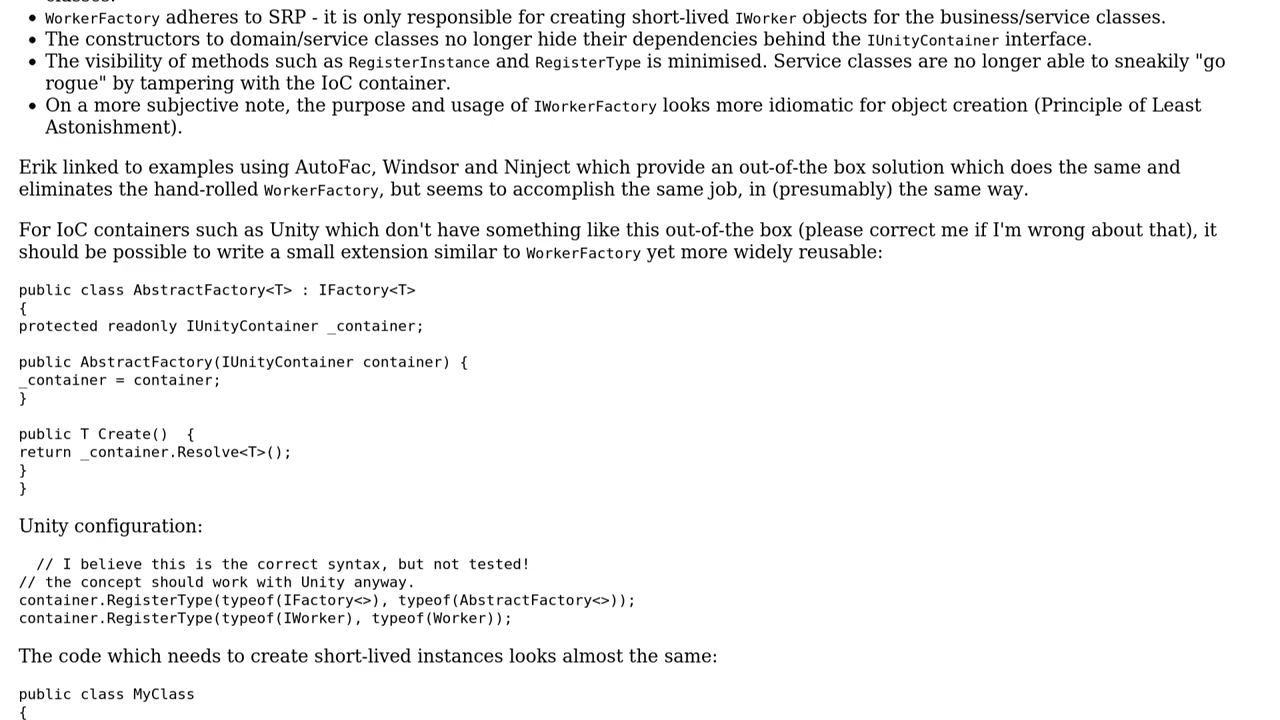 WorkerFactory adheres to SRP - it is only responsible for creating short-lived IWorker objects for the business/service classes.
The constructors to domain/service classes no longer hide their dependencies behind the IUnityContainer interface.
The visibility of methods such as RegisterInstance and RegisterType is minimised. Service classes are no longer able to sneakily "go
rogue" by tampering with the IoC container.
On a more subjective note, the purpose and usage of IWorkerFactory looks more idiomatic for object creation (Principle of Least
Astonishment).
Erik linked to examples using AutoFac, Windsor and Ninject which provide an out-of-the box solution which does the same and
eliminates the hand-rolled WorkerFactory, but seems to accomplish the same job, in (presumably) the same way.
For IoC containers such as Unity which don't have something like this out-of-the box (please correct me if I'm wrong about that), it
should be possible to write a small extension similar to WorkerFactory yet more widely reusable:
public class AbstractFactory<T> : IFactory<T>
{
protected readonly IUnityContainer _container;
public AbstractFactory(IUnityContainer container) {
_container = container;
}
public T Create()  {
return _container.Resolve<T>();
}
}
Unity configuration:
// I believe this is the correct syntax, but not tested!
// the concept should work with Unity anyway.
container.RegisterType(typeof(IFactory<>), typeof(AbstractFactory<>));
container.RegisterType(typeof(IWorker), typeof(Worker));
The code which needs to create short-lived instances looks almost the same:
public class MyClass
{